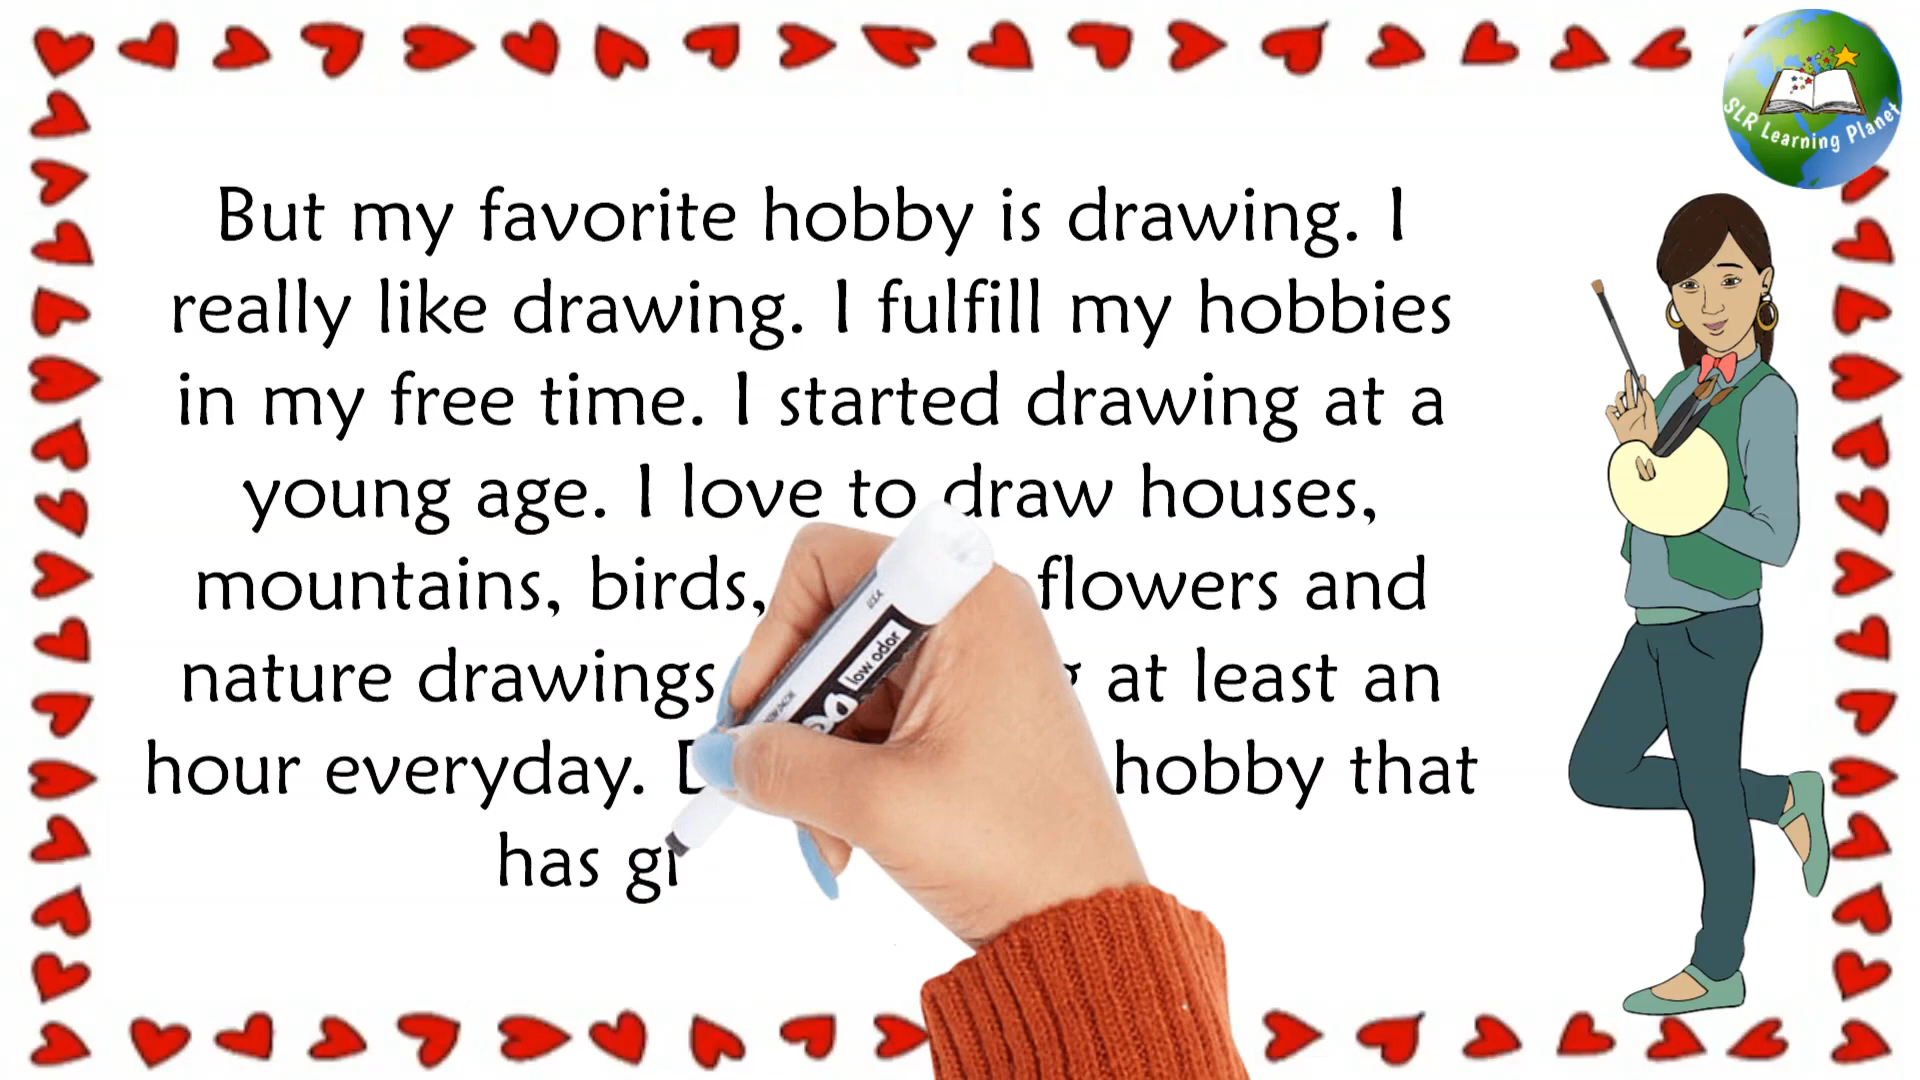 SLR Learning Planet
But my favorite hobby is drawing. I
really like drawing. I fulfill my hobbies
in my free time. I started drawing at a
young age. I love to draw houses,
mountains, birds, flowers and
nature drawings at least an
hour everyday. hobby that
has
USA
low odor